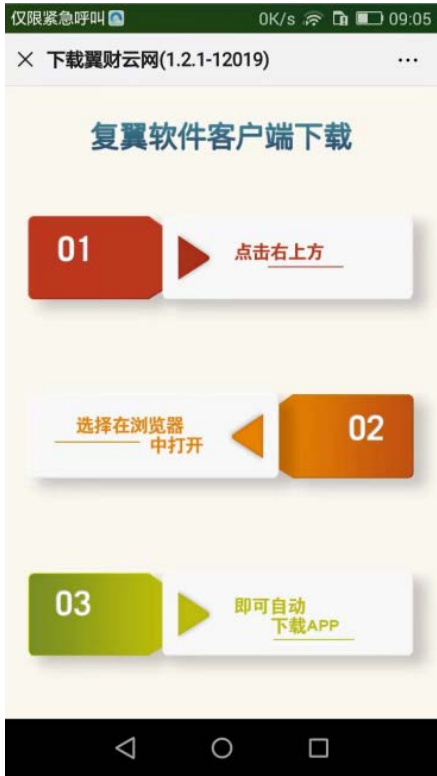 仅限紧急呼叫 0K/s 09:05
下载翼财云网(1.2.1-12019)
复翼软件客户端下载
01
点击右上方
选择在浏览器
中打开
02
03
即可自动
下载APP